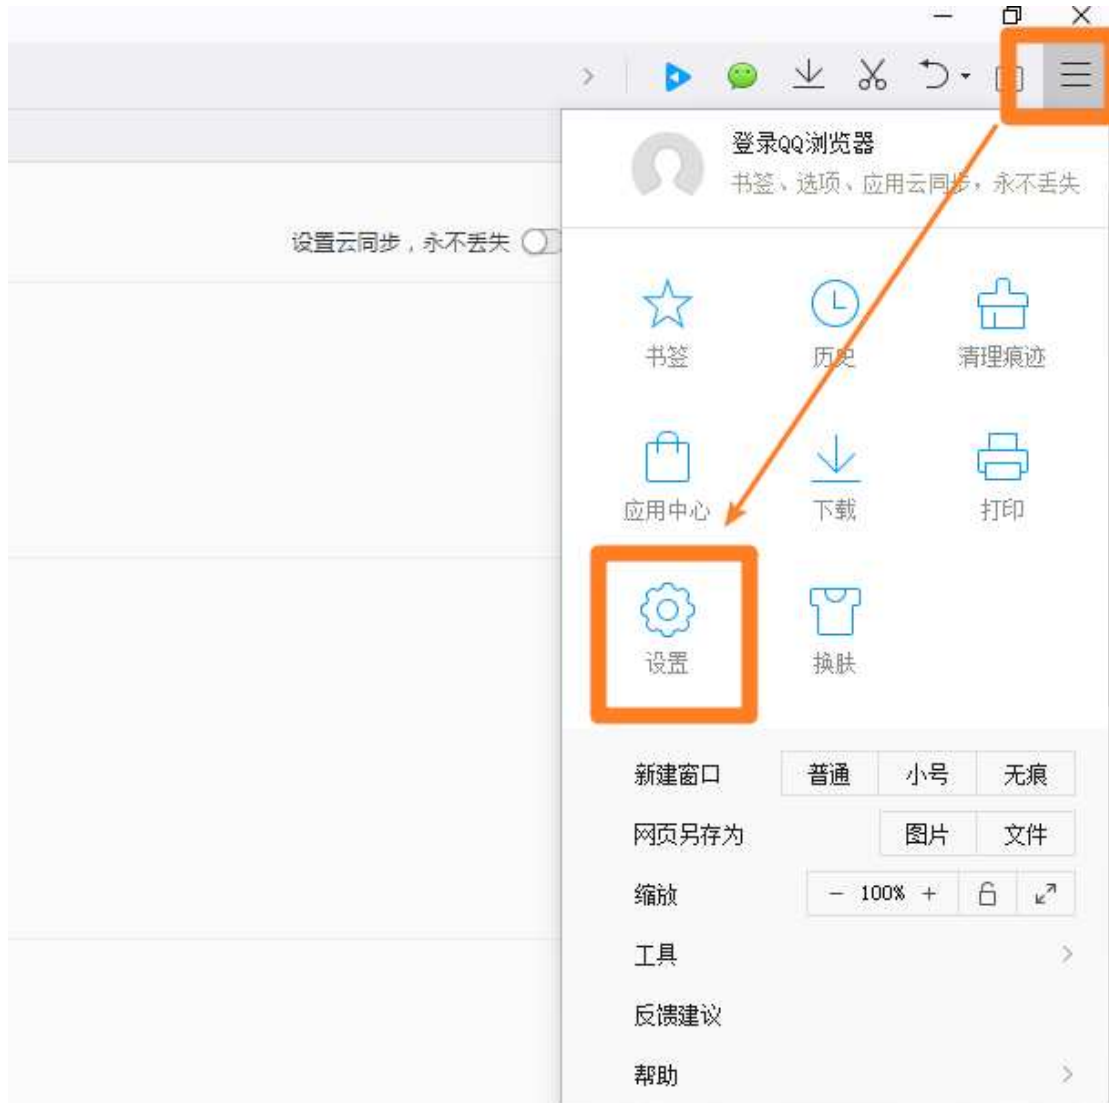 登录QQ浏览器
书签、选项、应用云同步，永不丢失
设置云同步，永不丢失
书签 历史 清理痕迹
应用中心 下载 打印
设置 换肤
新建窗口 普通 小号 无痕
网页另存为 图片 文件
缩放 － 100% ＋
工具
反馈建议
帮助